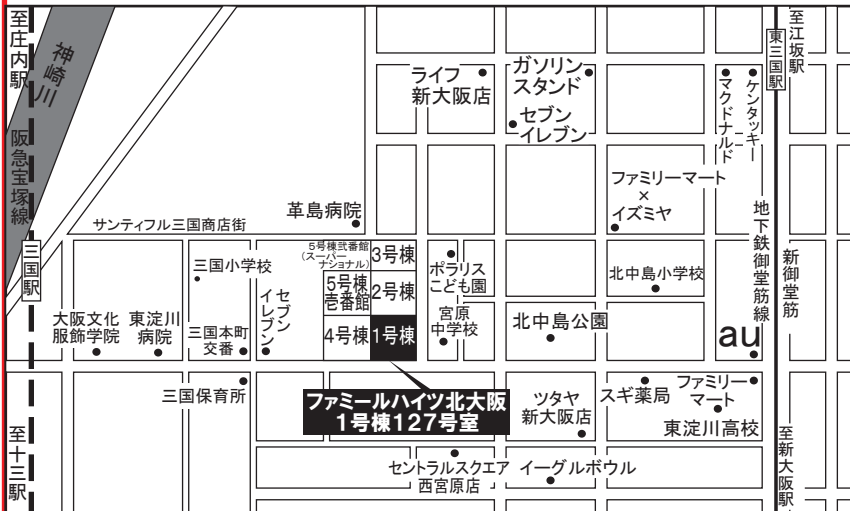 至庄内駅
神崎川
阪急宝塚線
三国駅
至十三駅
サンティフル三国商店街
革島病院
三国小学校
セブン
イレブン
大阪文化
服飾学院
東淀川
病院
三国本町
交番
三国保育所
5号棟弐番館
(スーパー
ナショナル)
3号棟
5号棟
壱番館
2号棟
4号棟
1号棟
ファミールハイツ北大阪
1号棟127号室
ライフ
新大阪店
ガソリン
スタンド
セブン
イレブン
ポラリス
こども園
宮原
中学校
ファミリーマート
×
イズミヤ
北中島小学校
北中島公園
マクドナルド
ケンタッキー
東三国駅
至江坂駅
地下鉄御堂筋線
新御堂筋
au
ツタヤ
新大阪店
スギ薬局
ファミリー
マート
東淀川高校
セントラルスクエア
西宮原店
イーグルボウル
至新大阪駅